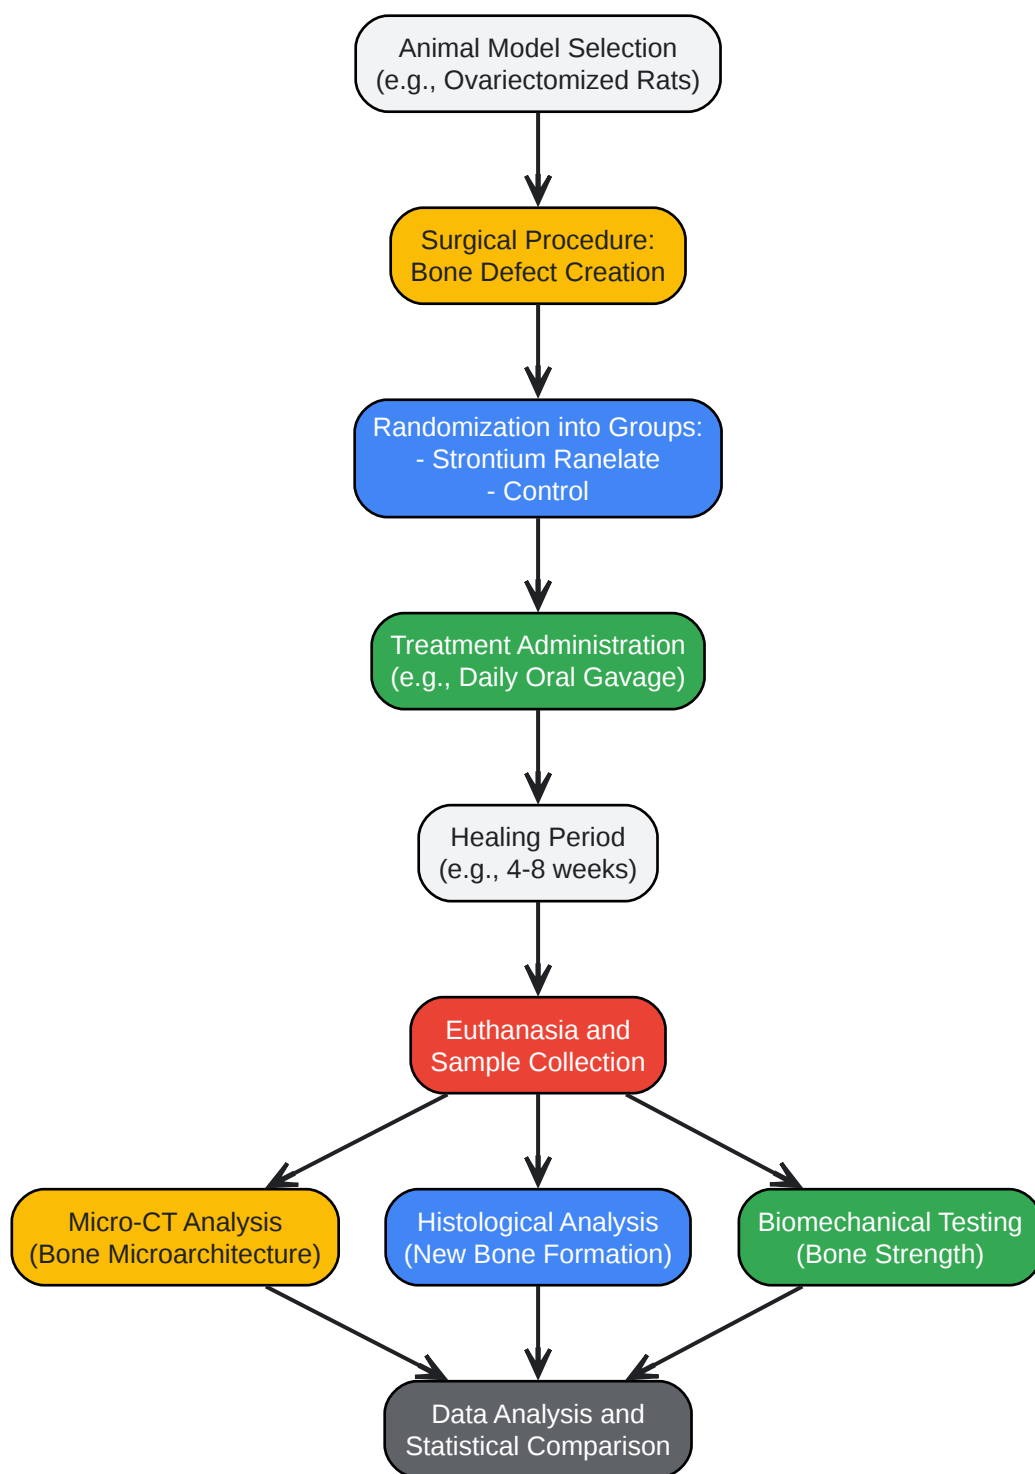 Animal Model Selection
(e.g., Ovariectomized Rats)
Surgical Procedure:
Bone Defect Creation
Randomization into Groups:
- Strontium Ranelate
- Control
Treatment Administration
(e.g., Daily Oral Gavage)
Healing Period
(e.g., 4-8 weeks)
Euthanasia and
Sample Collection
Micro-CT Analysis
(Bone Microarchitecture)
Histological Analysis
(New Bone Formation)
Biomechanical Testing
(Bone Strength)
Data Analysis and
Statistical Comparison